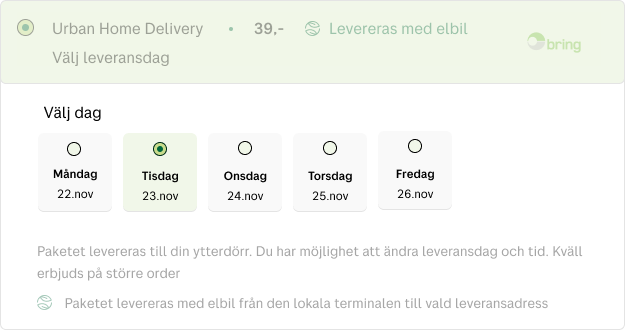 Urban Home Delivery • 39,- Levereras med elbil
Välj leveransdag
bring
Välj dag
Måndag Tisdag Onsdag Torsdag Fredag
22.nov 23.nov 24.nov 25.nov 26.nov
Paketet levereras till din ytterdörr. Du har möjlighet att ändra leveransdag och tid. Kväll
erbjuds på större order
Paketet levereras med elbil från den lokala terminalen till vald leveransadress